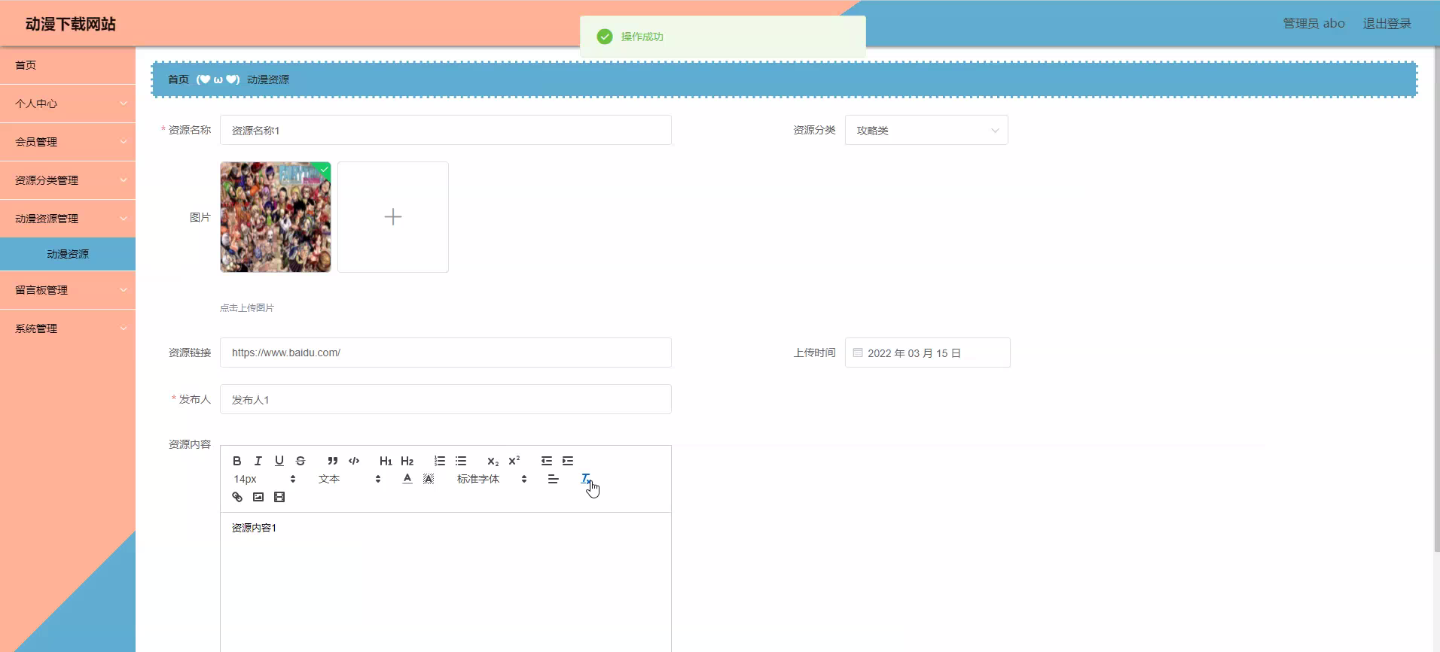 动漫下载网站
操作成功
管理员 abo 退出登录
首页
个人中心
会员管理
资源分类管理
动漫资源管理
动漫资源
留言板管理
系统管理
首页 (♥ω♥) 动漫资源
* 资源名称 资源名称1 资源分类 攻略类
图片
点击上传图片
资源链接 https://www.baidu.com/ 上传时间 2022 年 03 月 15 日
* 发布人 发布人1
资源内容
B I U S H1 H2 X2 X2
14px 文本 A A 标准字体 Tx
资源内容1